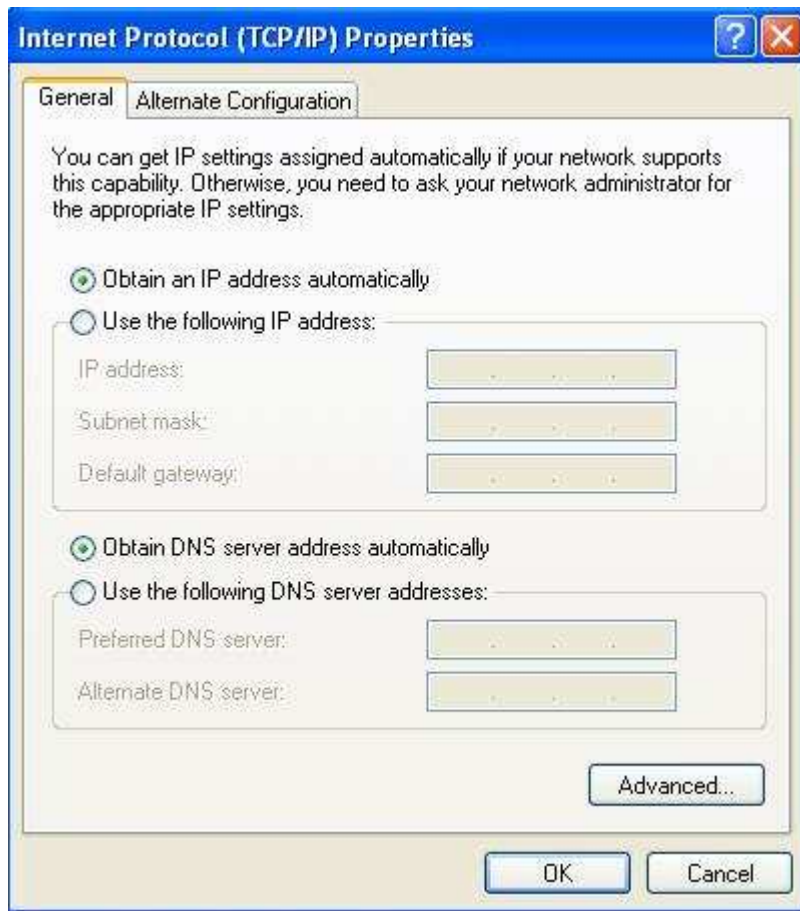 Internet Protocol (TCP/IP) Properties
?
General
Alternate Configuration
You can get IP settings assigned automatically if your network supports
this capability. Otherwise, you need to ask your network administrator for
the appropriate IP settings.
Obtain an IP address automatically
Use the following IP address:
IP address:
Subnet mask:
Default gateway:
Obtain DNS server address automatically
Use the following DNS server addresses:
Preferred DNS server:
Alternate DNS server:
Advanced...
OK
Cancel